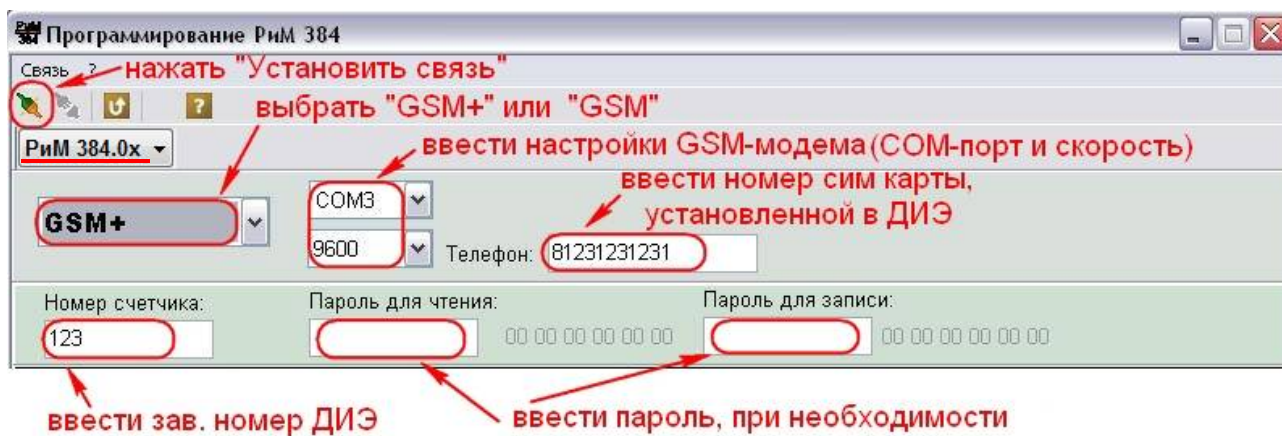 Программирование РиМ 384
Связь ? нажать "Установить связь"
? выбрать "GSM+" или "GSM"
РиМ 384.0x ввести настройки GSM-модема(COM-порт и скорость)
ввести номер сим карты,
COM3
установленной в ДИЭ
GSM+
9600 Телефон: 81231231231
Номер счетчика: Пароль для чтения: Пароль для записи:
123 00 00 00 00 00 00 00 00 00 00 00 00
ввести зав. номер ДИЭ ввести пароль, при необходимости